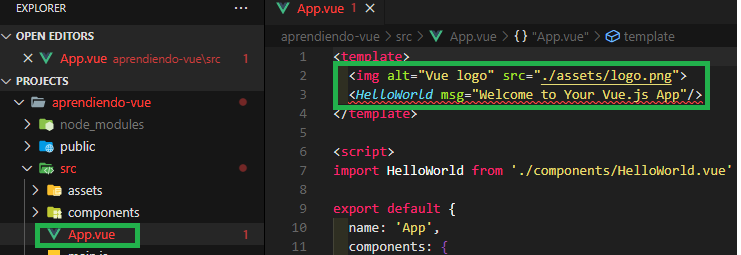 EXPLORER
OPEN EDITORS
App.vue aprendiendo-vue\src 1
PROJECTS
aprendiendo-vue
node_modules
public
src
assets
components
App.vue 1
App.vue 1
aprendiendo-vue > src > App.vue > {} "App.vue" > template
1 <template>
2 <img alt="Vue logo" src="./assets/logo.png">
3 <HelloWorld msg="Welcome to Your Vue.js App"/>
4 </template>
5
6 <script>
7 import HelloWorld from './components/HelloWorld.vue'
8
9 export default {
10 name: 'App',
11 components: {